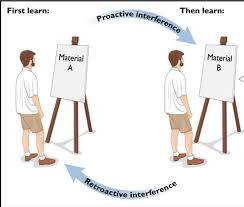 First learn:
Then learn:
Proactive interference
Material
A
Material
B
Retroactive interference